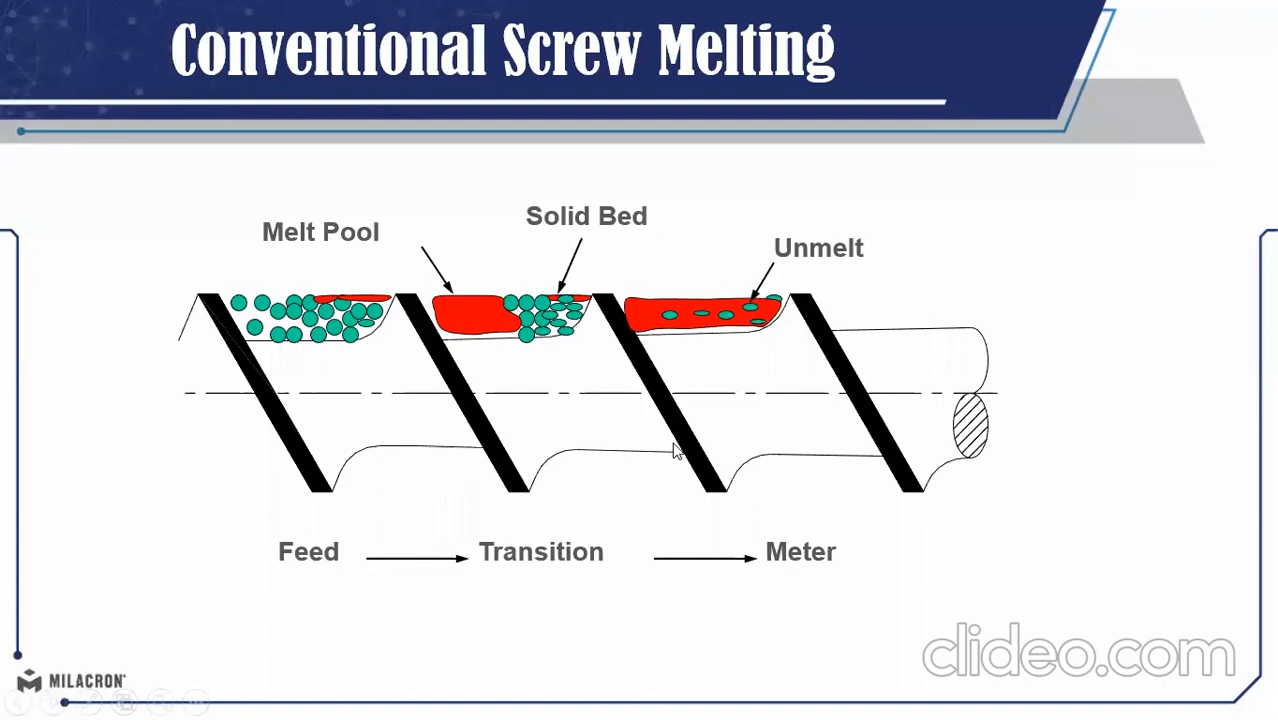 Conventional Screw Melting
Solid Bed
Melt Pool
Unmelt
Feed
Transition
Meter
clideo.com
MILACRON